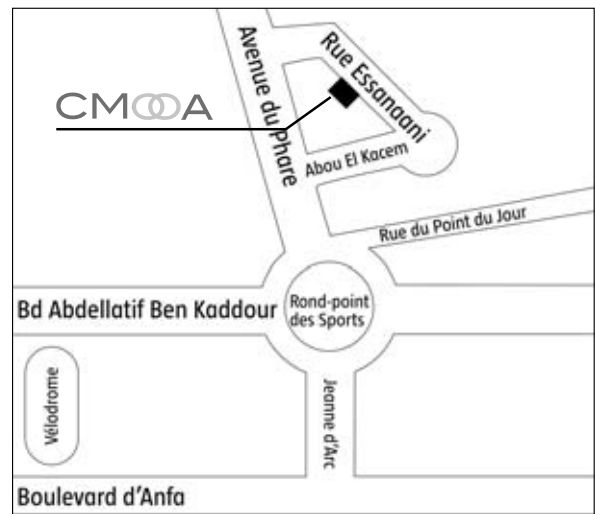 Avenue du Phare
Rue Essanaani
CMOOA
Abou El Kacem
Rue du Point du Jour
Bd Abdellatif Ben Kaddour
Rond-point
des Sports
Vélodrome
Jeanne d'Arc
Boulevard d'Anfa